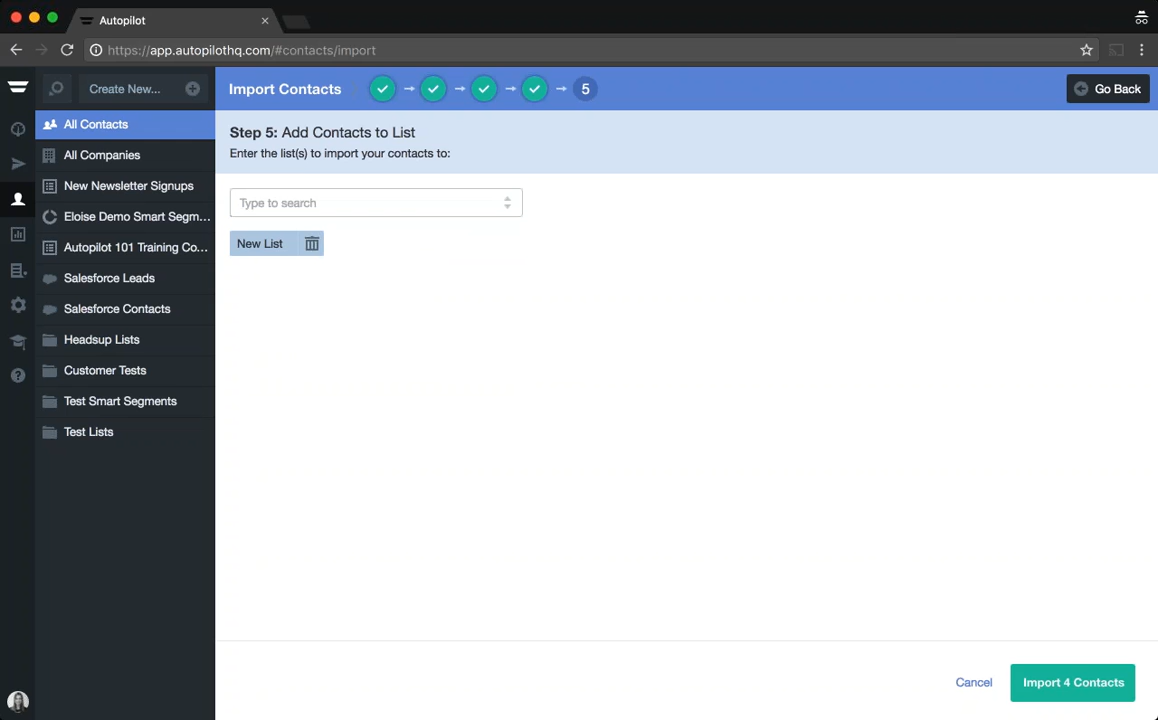 Autopilot
https://app.autopilothq.com/#contacts/import
Create New...
Import Contacts
5
Go Back
All Contacts
All Companies
New Newsletter Signups
Eloise Demo Smart Segm...
Autopilot 101 Training Co...
Salesforce Leads
Salesforce Contacts
Headsup Lists
Customer Tests
Test Smart Segments
Test Lists
Step 5: Add Contacts to List
Enter the list(s) to import your contacts to:
Type to search
New List
Cancel
Import 4 Contacts